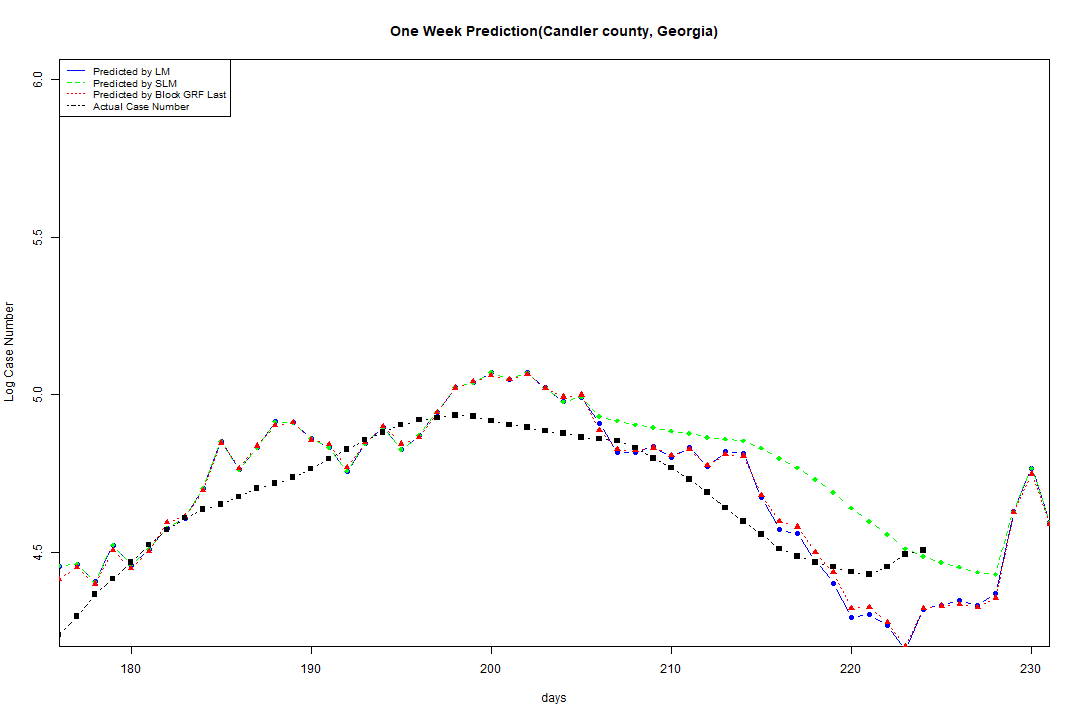 One Week Prediction(Candler county, Georgia)
Predicted by LM
Predicted by SLM
Predicted by Block GRF Last
Actual Case Number
6.0
5.5
5.0
4.5
Log Case Number
180 190 200 210 220 230
days